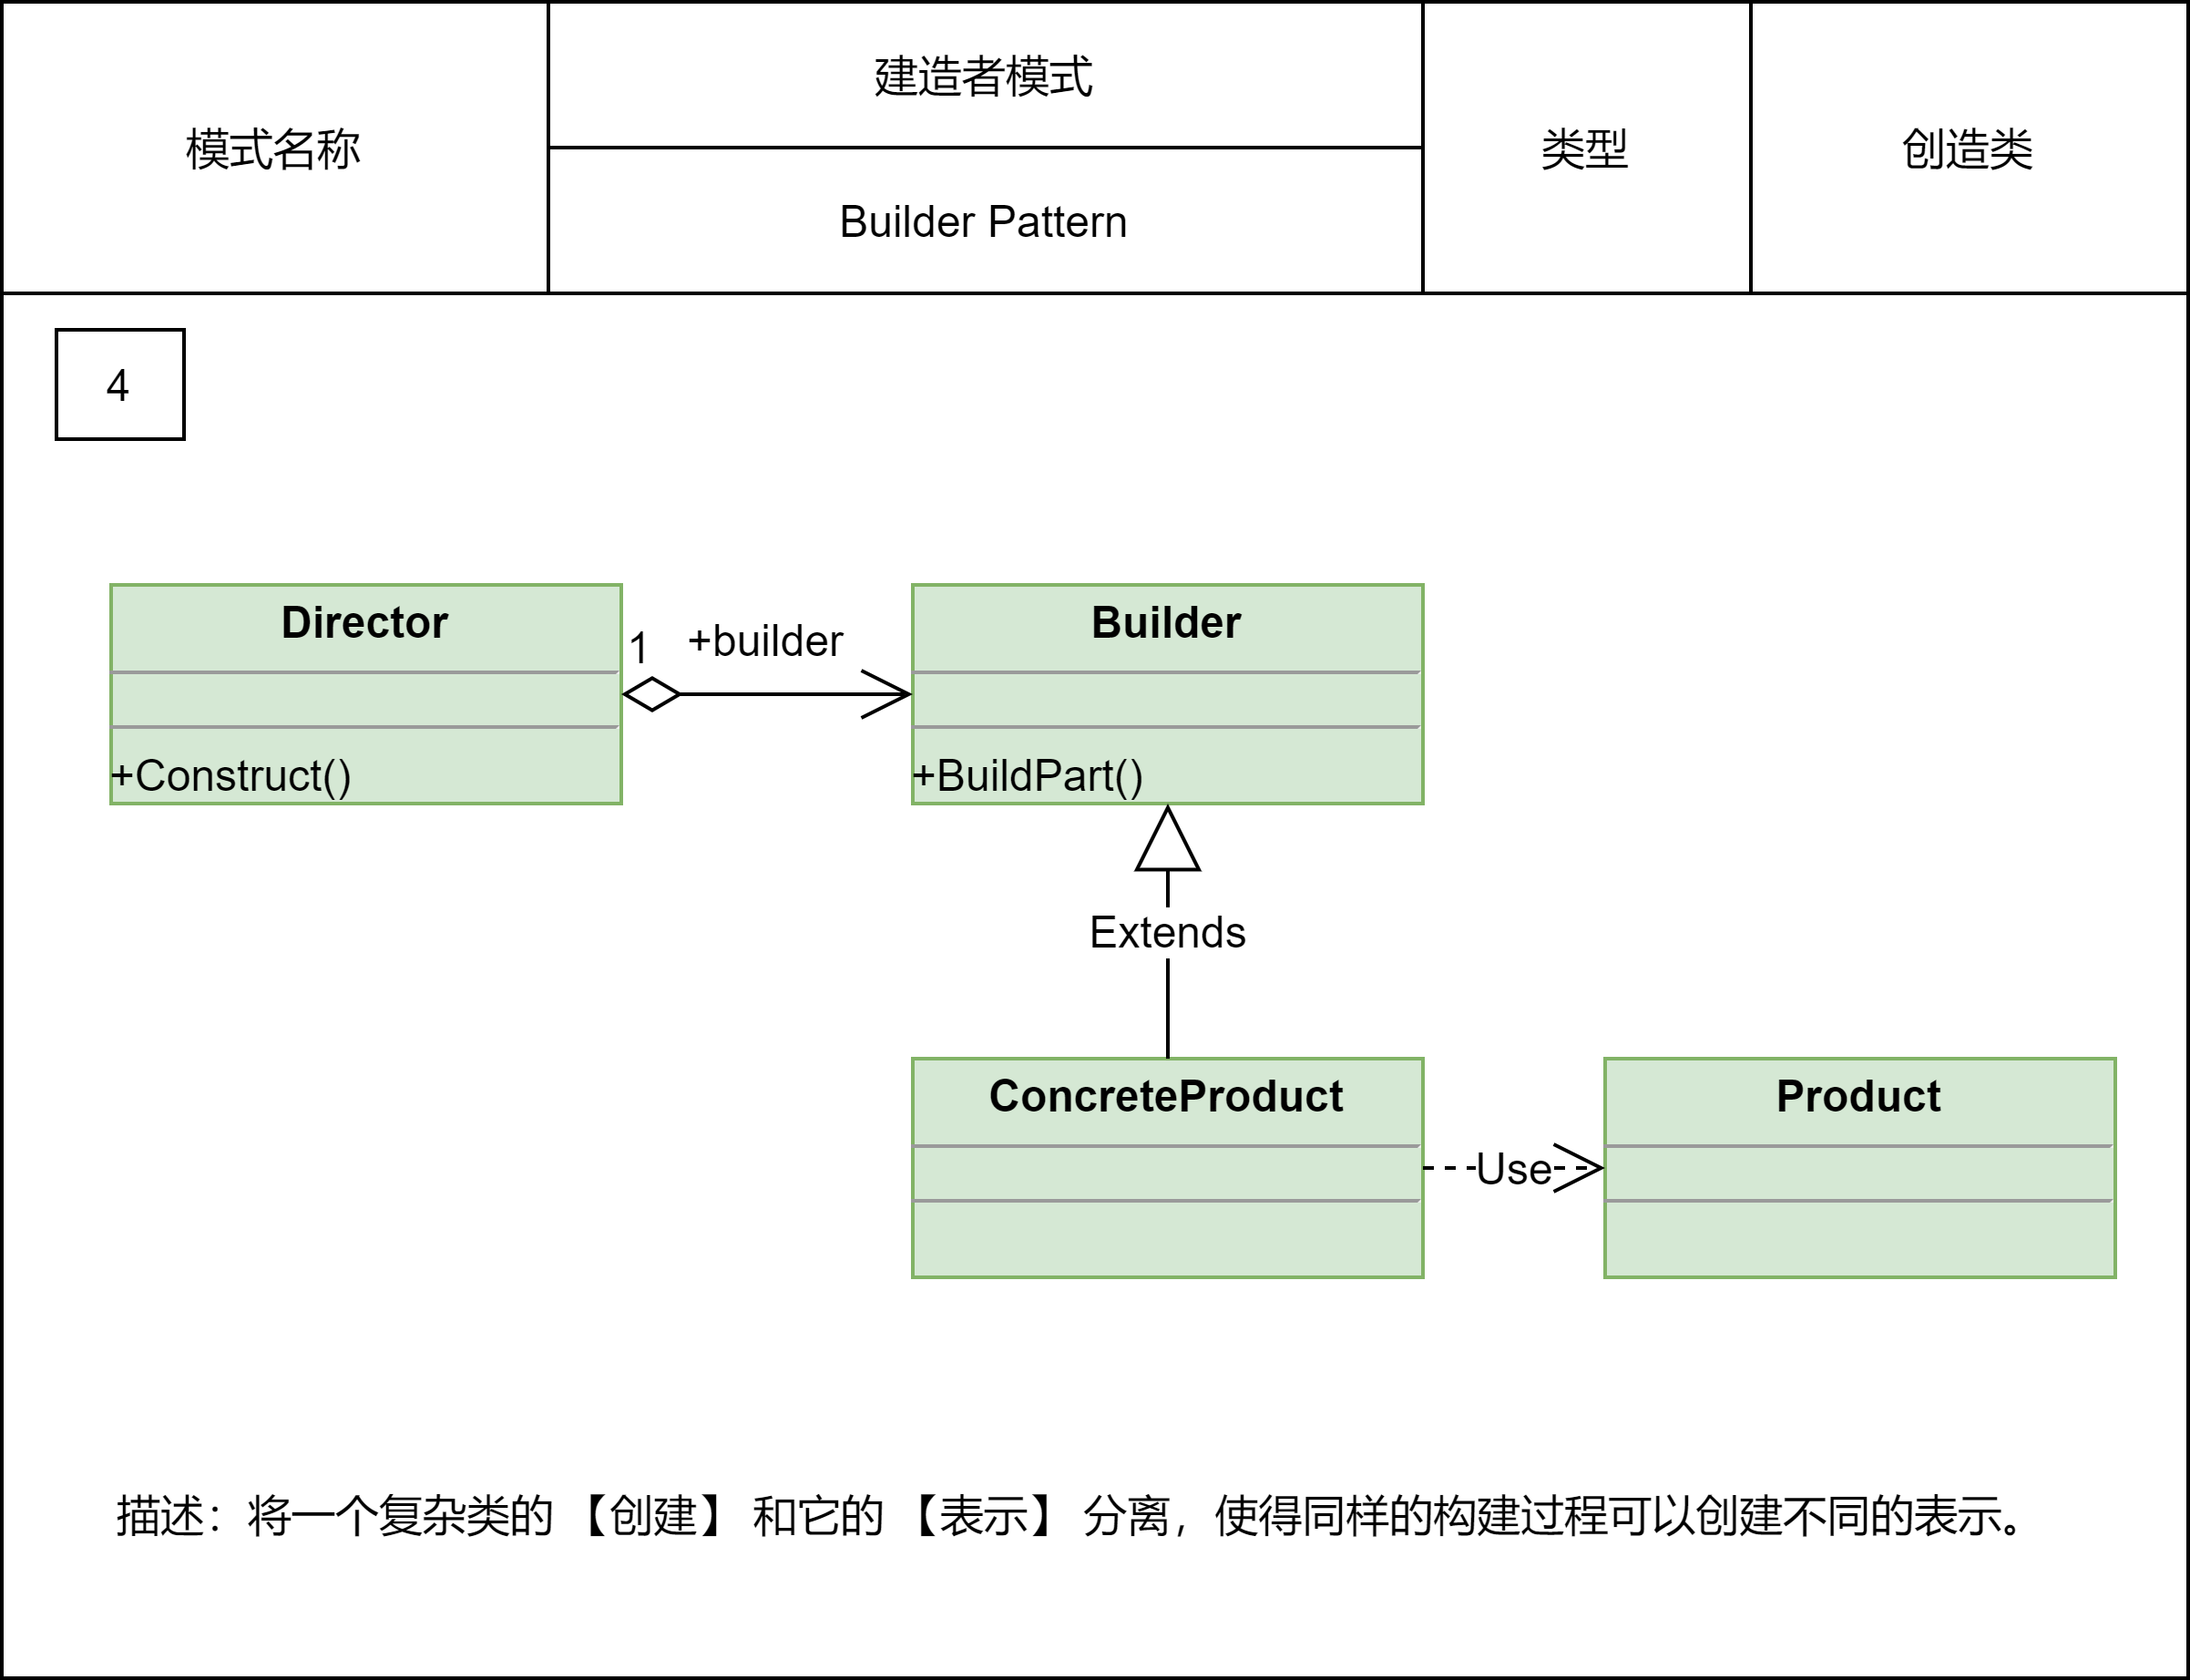 模式名称
建造者模式
Builder Pattern
类型
创造类
4
Director
+Construct()
1
+builder
Builder
+BuildPart()
Extends
ConcreteProduct
Use
Product
描述：将一个复杂类的【创建】和它的【表示】分离，使得同样的构建过程可以创建不同的表示。